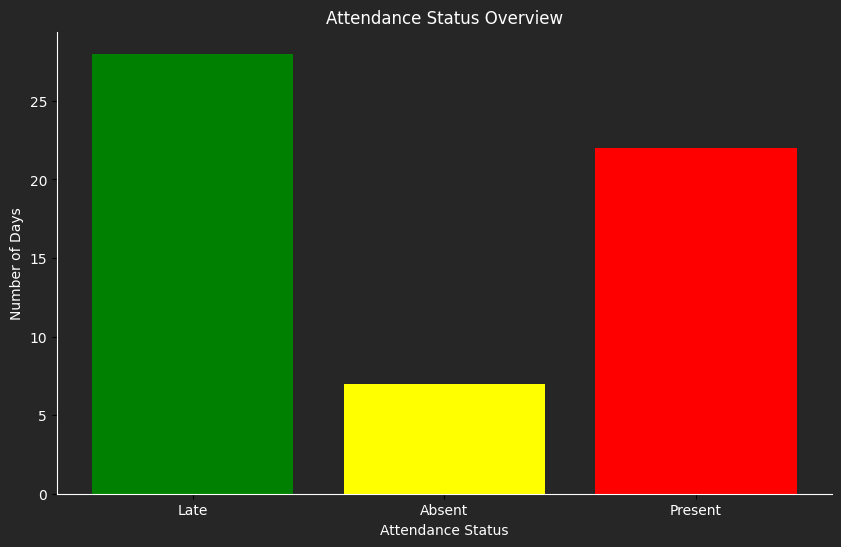 Attendance Status Overview
Number of Days
25
20
15
10
5
0
Late Absent Present
Attendance Status